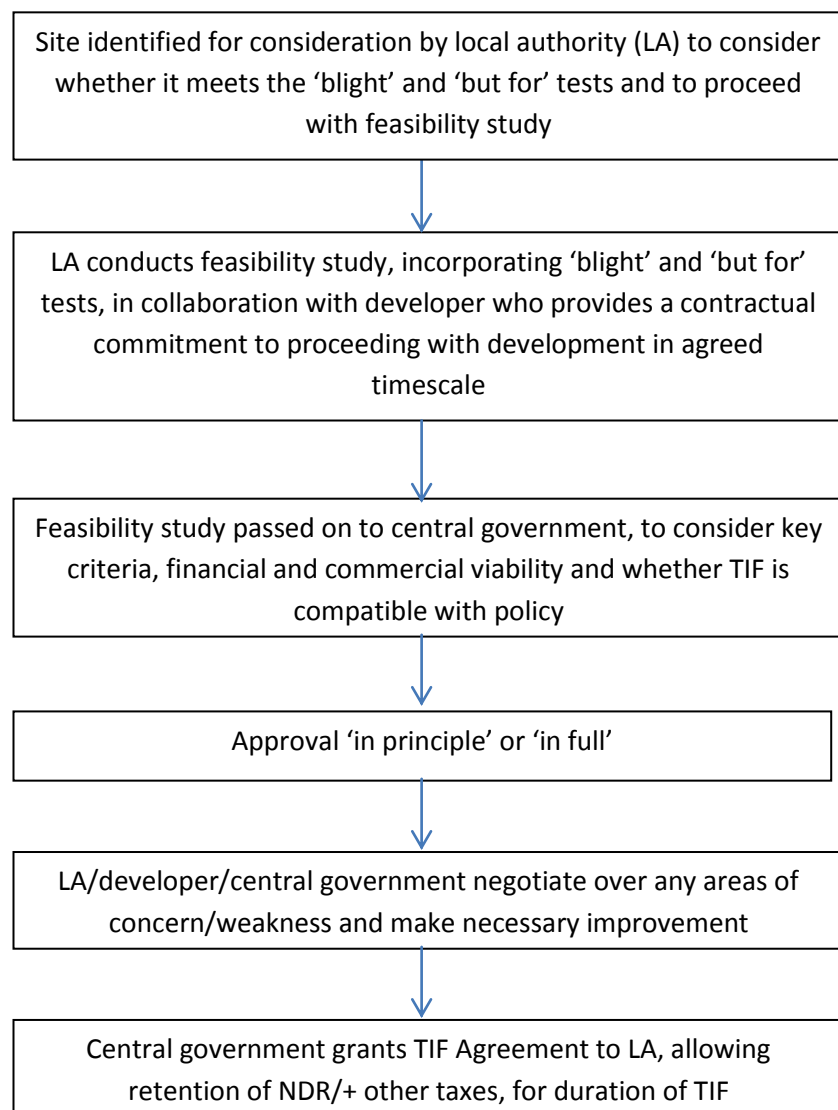 Site identified for consideration by local authority (LA) to consider
whether it meets the ‘blight’ and ‘but for’ tests and to proceed
with feasibility study
LA conducts feasibility study, incorporating ‘blight’ and ‘but for’
tests, in collaboration with developer who provides a contractual
commitment to proceeding with development in agreed
timescale
Feasibility study passed on to central government, to consider key
criteria, financial and commercial viability and whether TIF is
compatible with policy
Approval ‘in principle’ or ‘in full’
LA/developer/central government negotiate over any areas of
concern/weakness and make necessary improvement
Central government grants TIF Agreement to LA, allowing
retention of NDR/+ other taxes, for duration of TIF